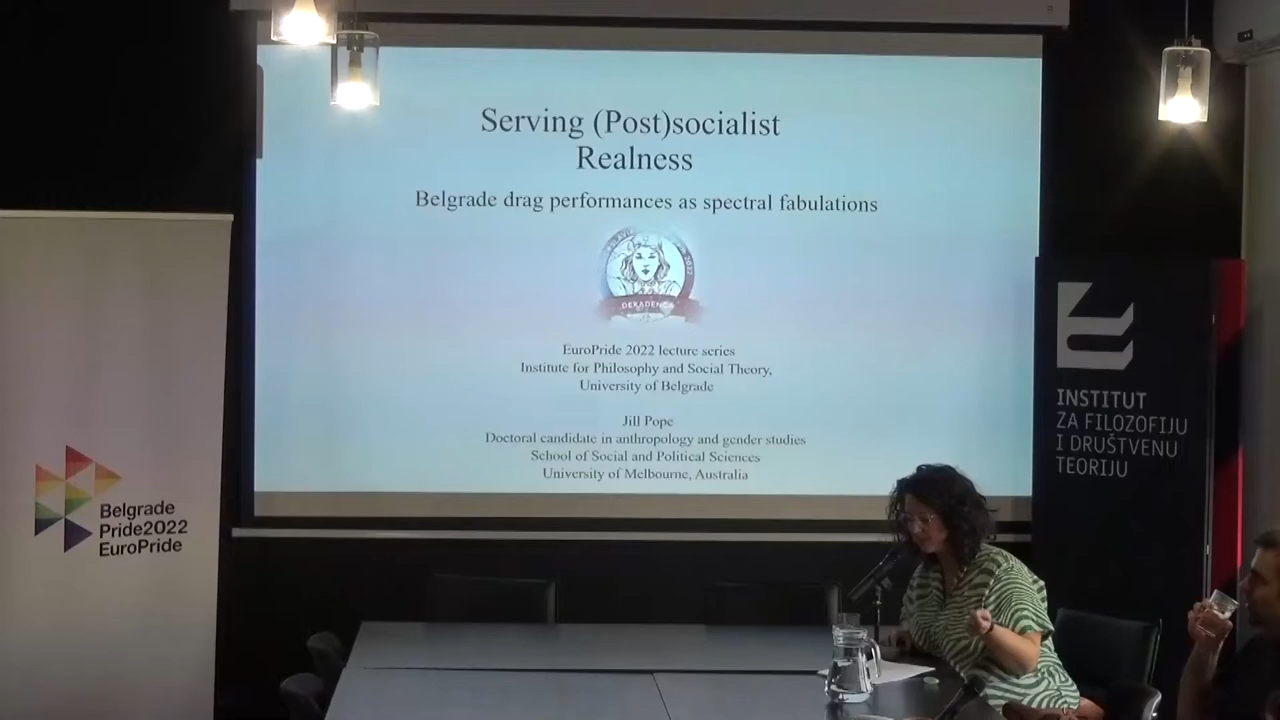 Serving (Post)socialist
Realness
Belgrade drag performances as spectral fabulations
DEKADENCA
2022
EuroPride 2022 lecture series
Institute for Philosophy and Social Theory,
University of Belgrade
Jill Pope
Doctoral candidate in anthropology and gender studies
School of Social and Political Sciences
University of Melbourne, Australia
Belgrade
Pride2022
EuroPride
INSTITUT
ZA FILOZOFIJU
I DRUŠTVENU
TEORIJU